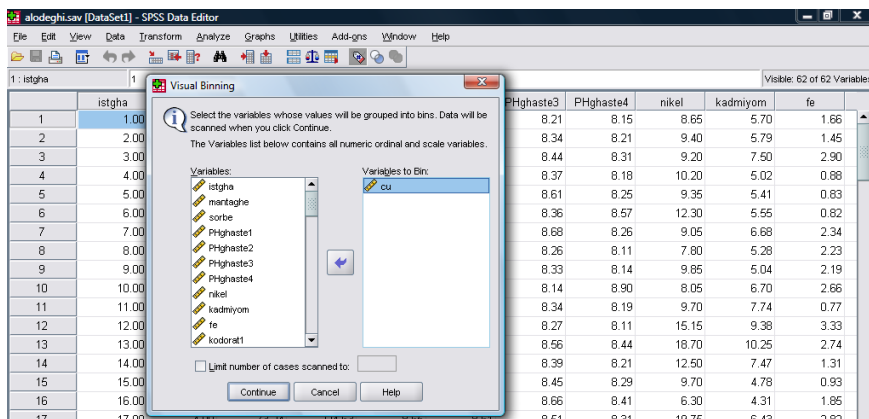 alodeghi.sav [DataSet1] - SPSS Data Editor
File Edit View Data Transform Analyze Graphs Utilities Add-ons Window Help
1 : istgha 1 Visible: 62 of 62 Variables
Visual Binning
Select the variables whose values will be grouped into bins. Data will be
scanned when you click Continue.
The Variables list below contains all numeric ordinal and scale variables.
Variables:
istgha
mantaghe
sorbe
PHghaste1
PHghaste2
PHghaste3
PHghaste4
nikel
kadmiyom
fe
kodorat1
Variables to Bin:
cu
Limit number of cases scanned to:
Continue Cancel Help
istgha PHghaste3 PHghaste4 nikel kadmiyom fe
1 1.00 8.21 8.15 8.65 5.70 1.66
2 2.00 8.34 8.21 9.40 5.79 1.45
3 3.00 8.44 8.31 9.20 7.50 2.90
4 4.00 8.37 8.18 10.20 5.02 0.88
5 5.00 8.61 8.25 9.35 5.41 0.83
6 6.00 8.36 8.57 12.30 5.55 0.82
7 7.00 8.68 8.26 9.05 6.68 2.34
8 8.00 8.26 8.11 7.80 5.28 2.23
9 9.00 8.33 8.14 9.85 5.04 2.19
10 10.00 8.14 8.90 8.05 6.70 2.66
11 11.00 8.34 8.19 9.70 7.74 0.77
12 12.00 8.27 8.11 15.15 9.38 3.33
13 13.00 8.56 8.44 18.70 10.25 2.74
14 14.00 8.39 8.21 12.50 7.47 1.31
15 15.00 8.45 8.29 9.70 4.78 0.93
16 16.00 8.66 8.41 6.30 4.31 1.85